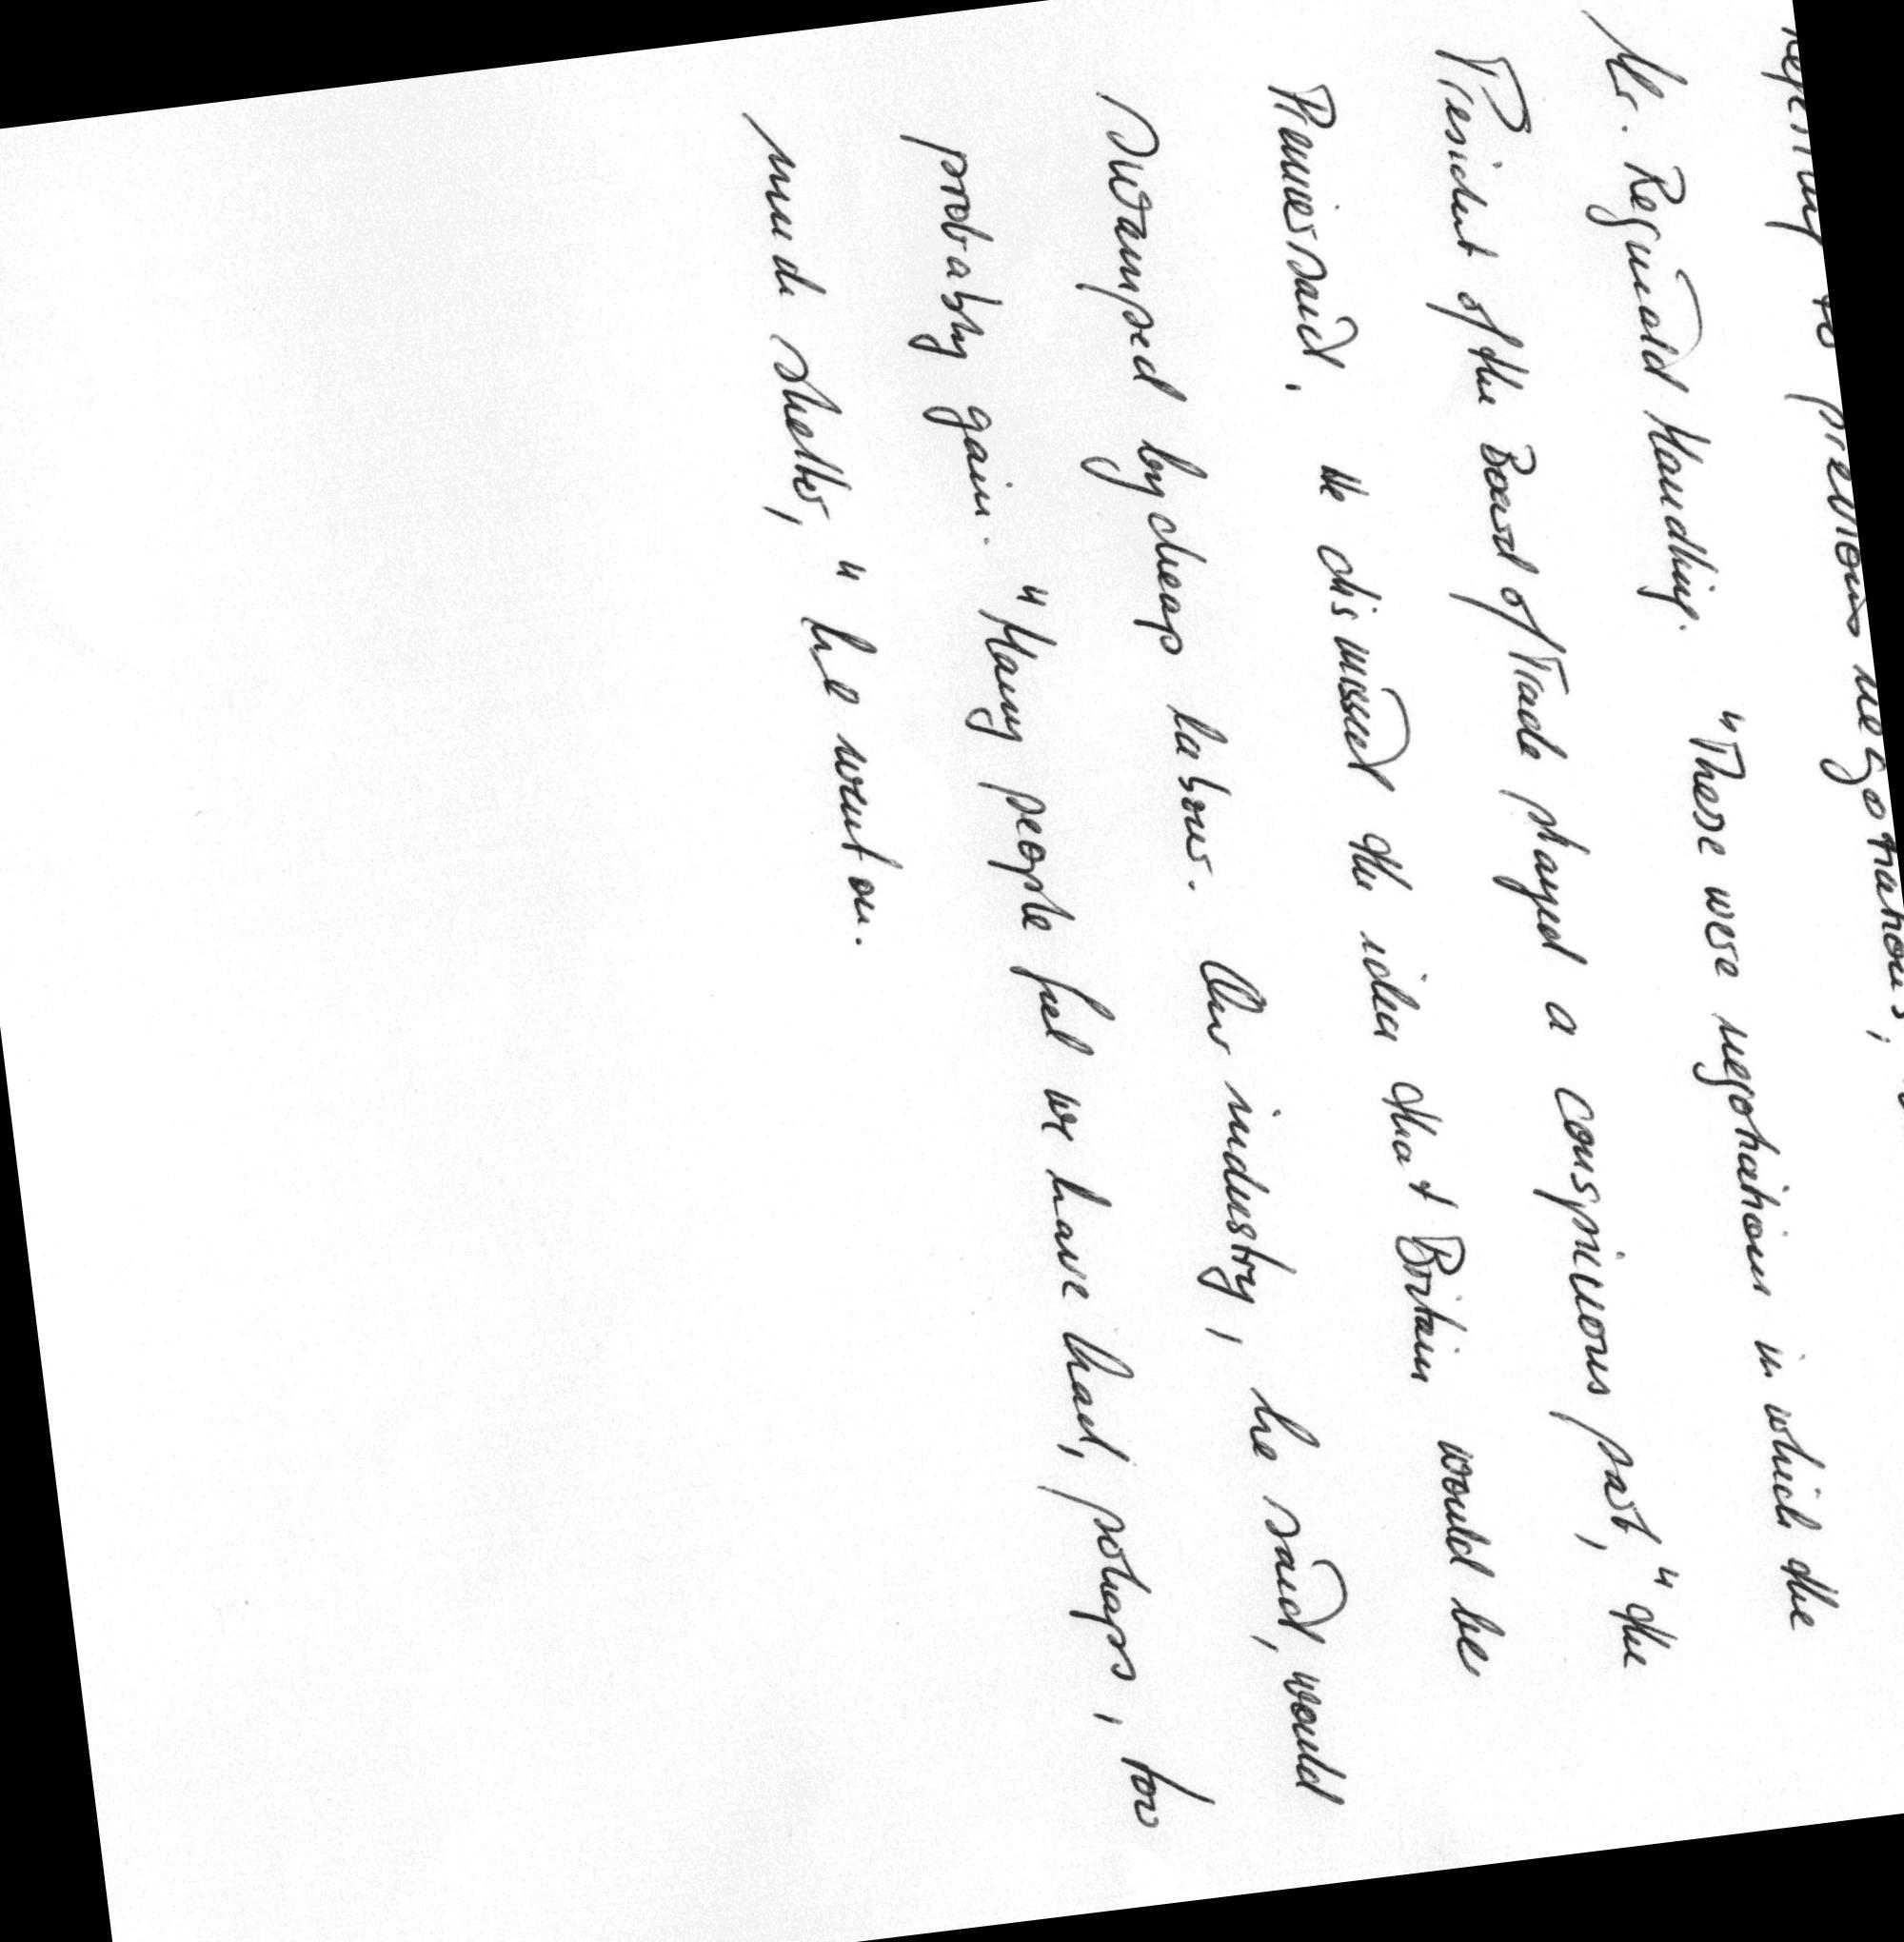 to previous negotiations,
Mr. Reginald Maudling. "These were negotiations in which the
President of the Board of Trade played a conspicuous part," the
Premier said. He dismissed the idea that Britain would be
swamped by cheap labour. Our industry, he said, would
probably gain. "Many people feel we have had, perhaps, too
much shelter," he went on.